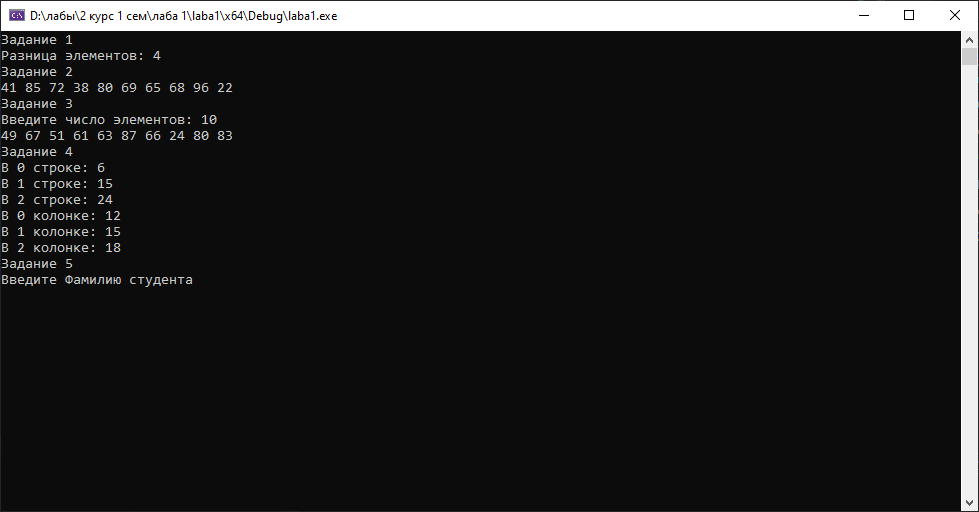 D:\лабы\2 курс 1 сем\лаба 1\laba1\x64\Debug\laba1.exe
Задание 1
Разница элементов: 4
Задание 2
41 85 72 38 80 69 65 68 96 22
Задание 3
Введите число элементов: 10
49 67 51 61 63 87 66 24 80 83
Задание 4
В 0 строке: 6
В 1 строке: 15
В 2 строке: 24
В 0 колонке: 12
В 1 колонке: 15
В 2 колонке: 18
Задание 5
Введите Фамилию студента